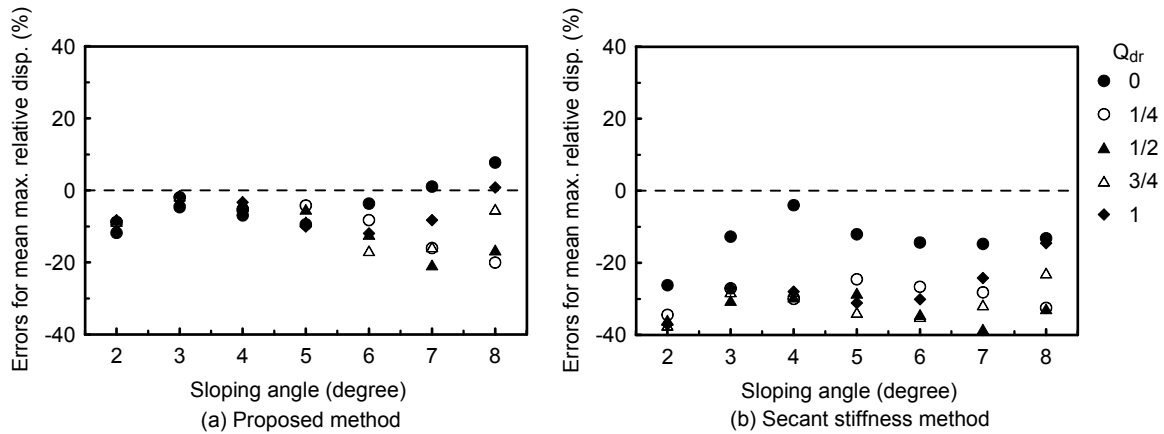 Errors for mean max. relative disp. (%)
40
20
0
-20
-40
2 3 4 5 6 7 8
Sloping angle (degree)
(a) Proposed method
Errors for mean max. relative disp. (%)
40
20
0
-20
-40
2 3 4 5 6 7 8
Sloping angle (degree)
(b) Secant stiffness method
Qdr
0
1/4
1/2
3/4
1